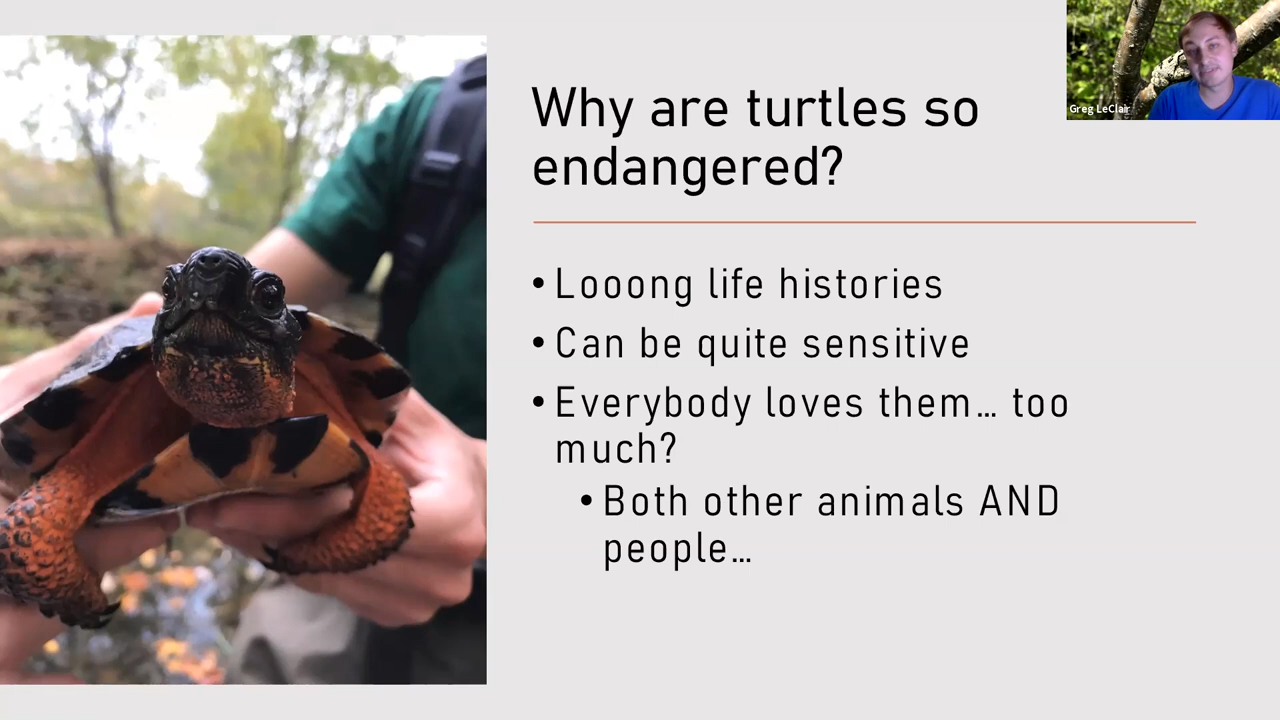 Why are turtles so
endangered?
Greg LeClair
• Looong life histories
• Can be quite sensitive
• Everybody loves them... too
much?
• Both other animals AND
people...